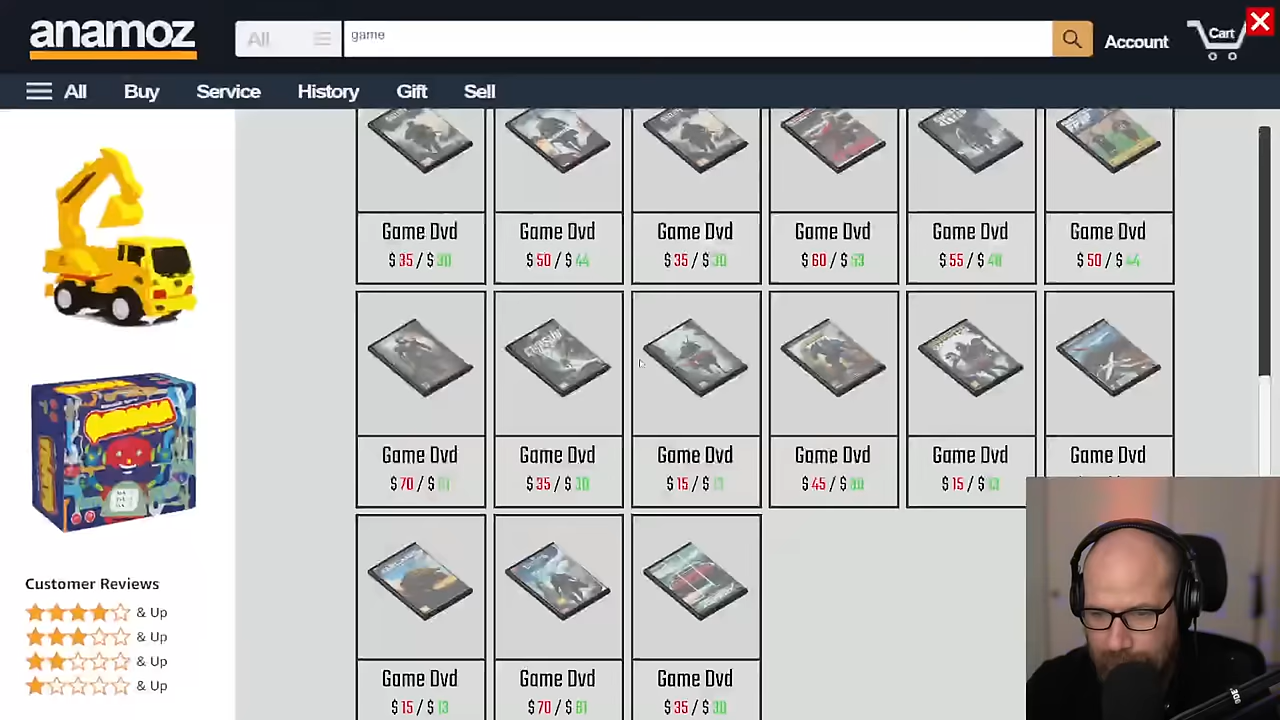 anamoz
All
game
Account
Cart
All
Buy
Service
History
Gift
Sell
Game Dvd
Game Dvd
Game Dvd
Game Dvd
Game Dvd
Game Dvd
$ 35 / $ 30
$ 50 / $ 44
$ 35 / $ 30
$ 60 / $ 53
$ 55 / $ 48
$ 50 / $ 44
Game Dvd
Game Dvd
Game Dvd
Game Dvd
Game Dvd
Game Dvd
$ 70 / $ 61
$ 35 / $ 30
$ 15 / $ 13
$ 45 / $
$ 15 / $ 13
Customer Reviews
& Up
& Up
& Up
& Up
Game Dvd
Game Dvd
Game Dvd
$ 15 / $ 13
$ 70 / $ 61
$ 35 / $ 30